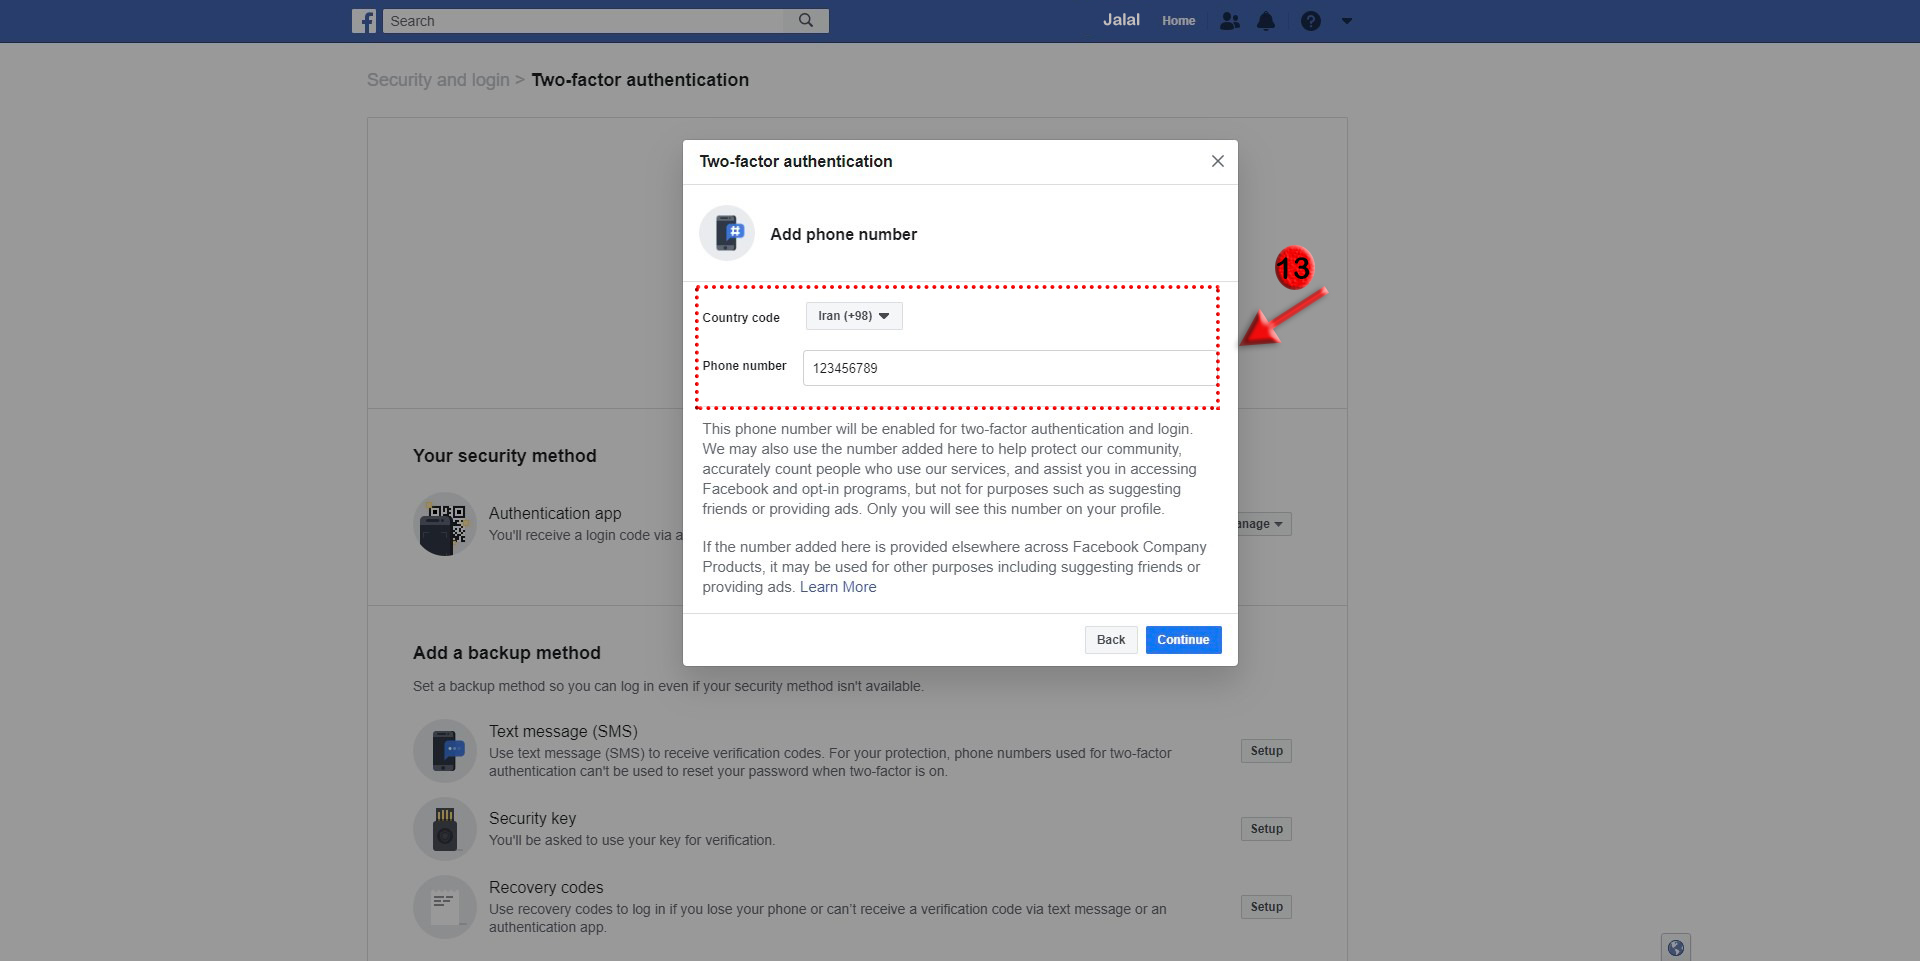 Search
Jalal
Home
Security and login > Two-factor authentication
Two-factor authentication
Add phone number
13
Country code
Iran (+98)
Phone number
123456789
This phone number will be enabled for two-factor authentication and login.
We may also use the number added here to help protect our community,
accurately count people who use our services, and assist you in accessing
Facebook and opt-in programs, but not for purposes such as suggesting
friends or providing ads. Only you will see this number on your profile.
If the number added here is provided elsewhere across Facebook Company
Products, it may be used for other purposes including suggesting friends or
providing ads. Learn More
Back
Continue
Your security method
Authentication app
You'll receive a login code via a
anage
Add a backup method
Set a backup method so you can log in even if your security method isn't available.
Text message (SMS)
Use text message (SMS) to receive verification codes. For your protection, phone numbers used for two-factor
authentication can't be used to reset your password when two-factor is on.
Setup
Security key
You'll be asked to use your key for verification.
Setup
Recovery codes
Use recovery codes to log in if you lose your phone or can't receive a verification code via text message or an
authentication app.
Setup